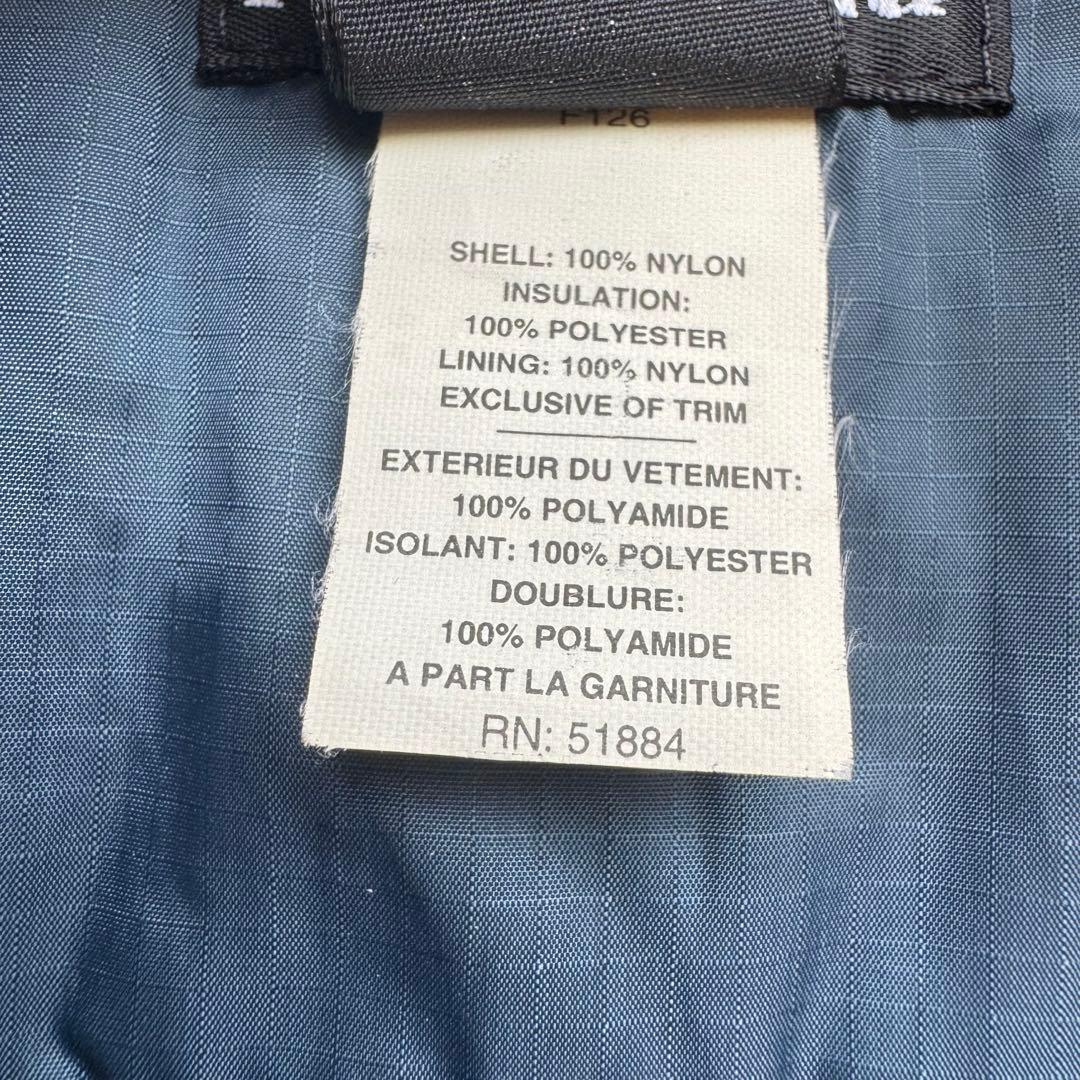 F126
SHELL: 100% NYLON
INSULATION:
100% POLYESTER
LINING: 100% NYLON
EXCLUSIVE OF TRIM
EXTERIEUR DU VETEMENT:
100% POLYAMIDE
ISOLANT: 100% POLYESTER
DOUBLURE:
100% POLYAMIDE
A PART LA GARNITURE
RN: 51884